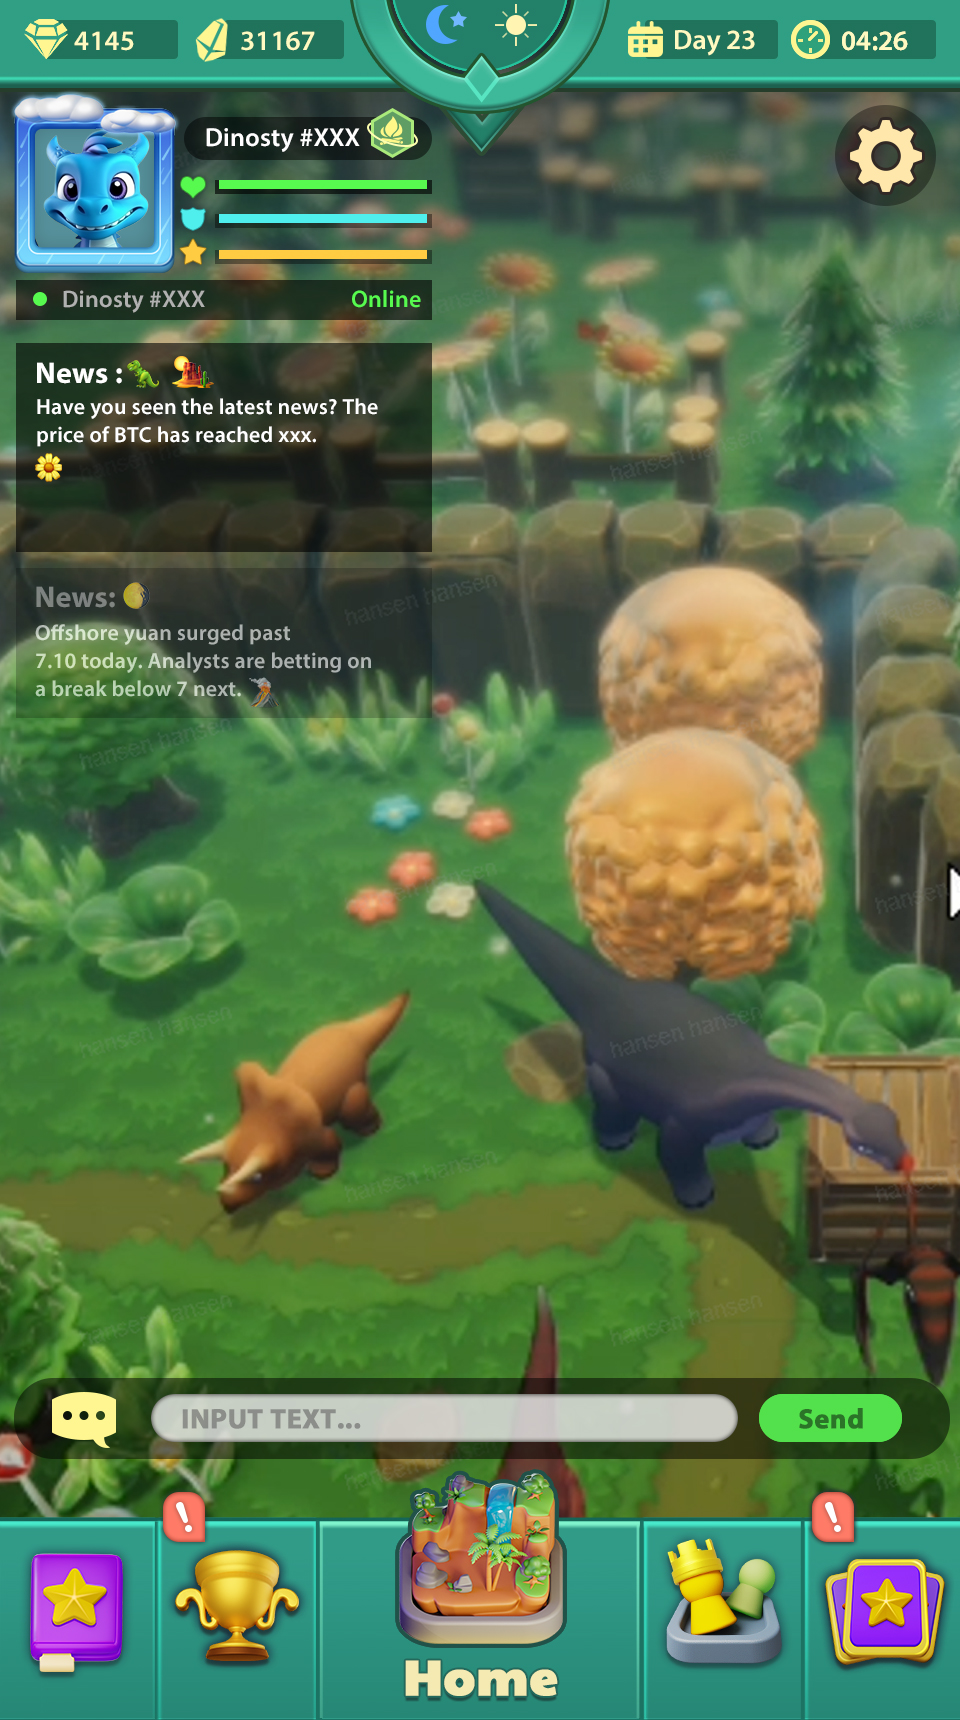 4145
31167
Day 23
04:26
Dinosty #XXX
Dinosty #XXX
Online
News :
Have you seen the latest news? The
price of BTC has reached xxx.
News:
Offshore yuan surged past
7.10 today. Analysts are betting on
a break below 7 next.
hansen hansen
INPUT TEXT...
Send
!
!
Home